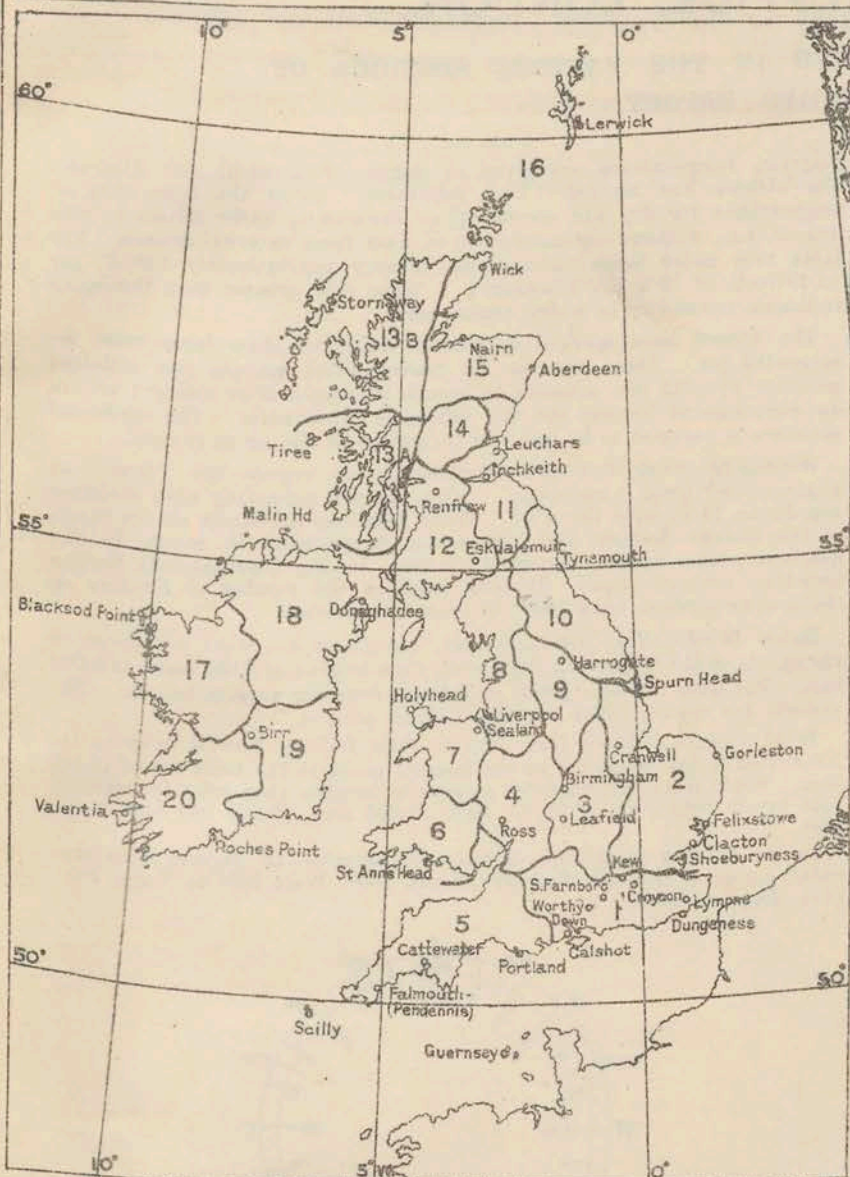 10°
5°
0°
60°
Lerwick
16
Wick
Stornoway
13 B
Nairn
15
Aberdeen
14
Tiree
13 A
Leuchars
Inchkeith
Renfrew
11
Malin Hd
55°
12
Eskdalemuir
Tynemouth
55°
Blacksod Point
18
Donaghadee
10
17
Harrogate
8
9
Spurn Head
Holyhead
Liverpool
Sealand
Birr
19
Cranwell
Gorleston
7
Birmingham
2
20
4
3
Valentia
Ross
Leafield
Felixstowe
6
Clacton
Roches Point
Shoeburyness
St Anns Head
Kew
S.Farnboro
Croydon
Lympne
Worthy
Down
1
Dungeness
5
Cattewater
Calshot
Portland
50°
50°
Falmouth-
(Pendennis)
Scilly
Guernsey
10°
5°W
0°